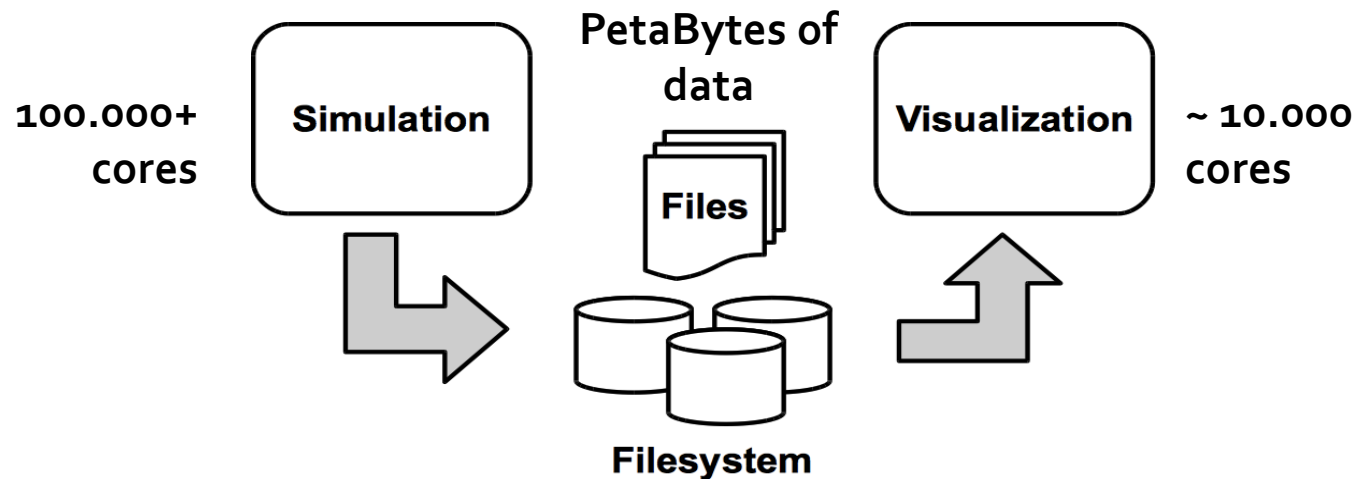 100.000+
cores
Simulation
PetaBytes of
data
Files
Filesystem
Visualization
~ 10.000
cores